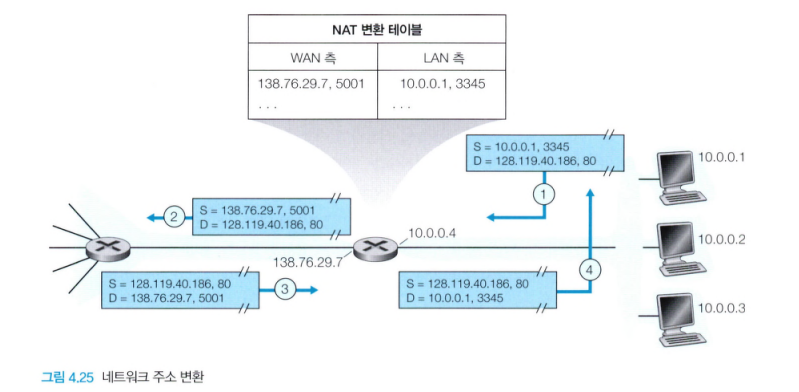 NAT 변환 테이블
WAN 측
LAN 측
138.76.29.7, 5001
10.0.0.1, 3345
. . .
. . .
S = 10.0.0.1, 3345
D = 128.119.40.186, 80
1
10.0.0.1
2
S = 138.76.29.7, 5001
D = 128.119.40.186, 80
10.0.0.4
10.0.0.2
138.76.29.7
4
S = 128.119.40.186, 80
D = 138.76.29.7, 5001
3
S = 128.119.40.186, 80
D = 10.0.0.1, 3345
10.0.0.3
그림 4.25 네트워크 주소 변환